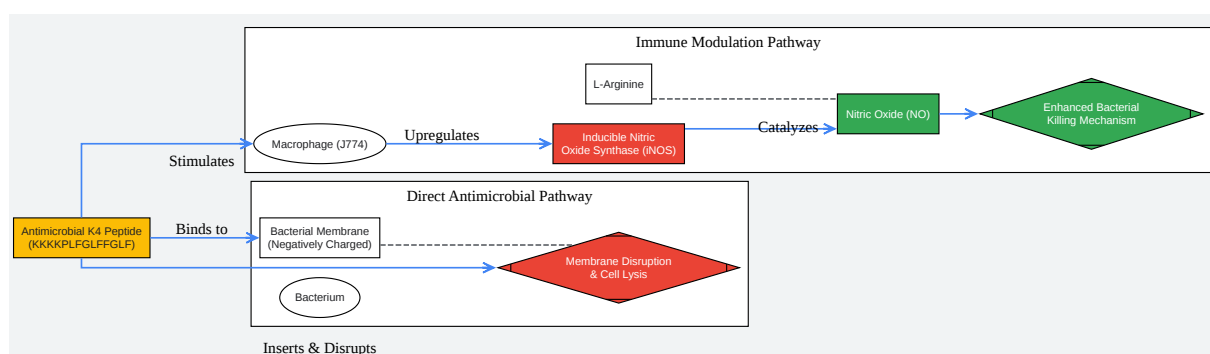 Immune Modulation Pathway
L-Arginine
Nitric Oxide (NO)
Enhanced Bacterial
Killing Mechanism
Catalyzes
Upregulates
Inducible Nitric
Oxide Synthase (iNOS)
Macrophage (J774)
Stimulates
Direct Antimicrobial Pathway
Antimicrobial K4 Peptide
(KKKKPLFGLFFGLF)
Binds to
Bacterial Membrane
(Negatively Charged)
Membrane Disruption
& Cell Lysis
Bacterium
Inserts & Disrupts